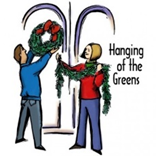 Hanging
of the
Greens